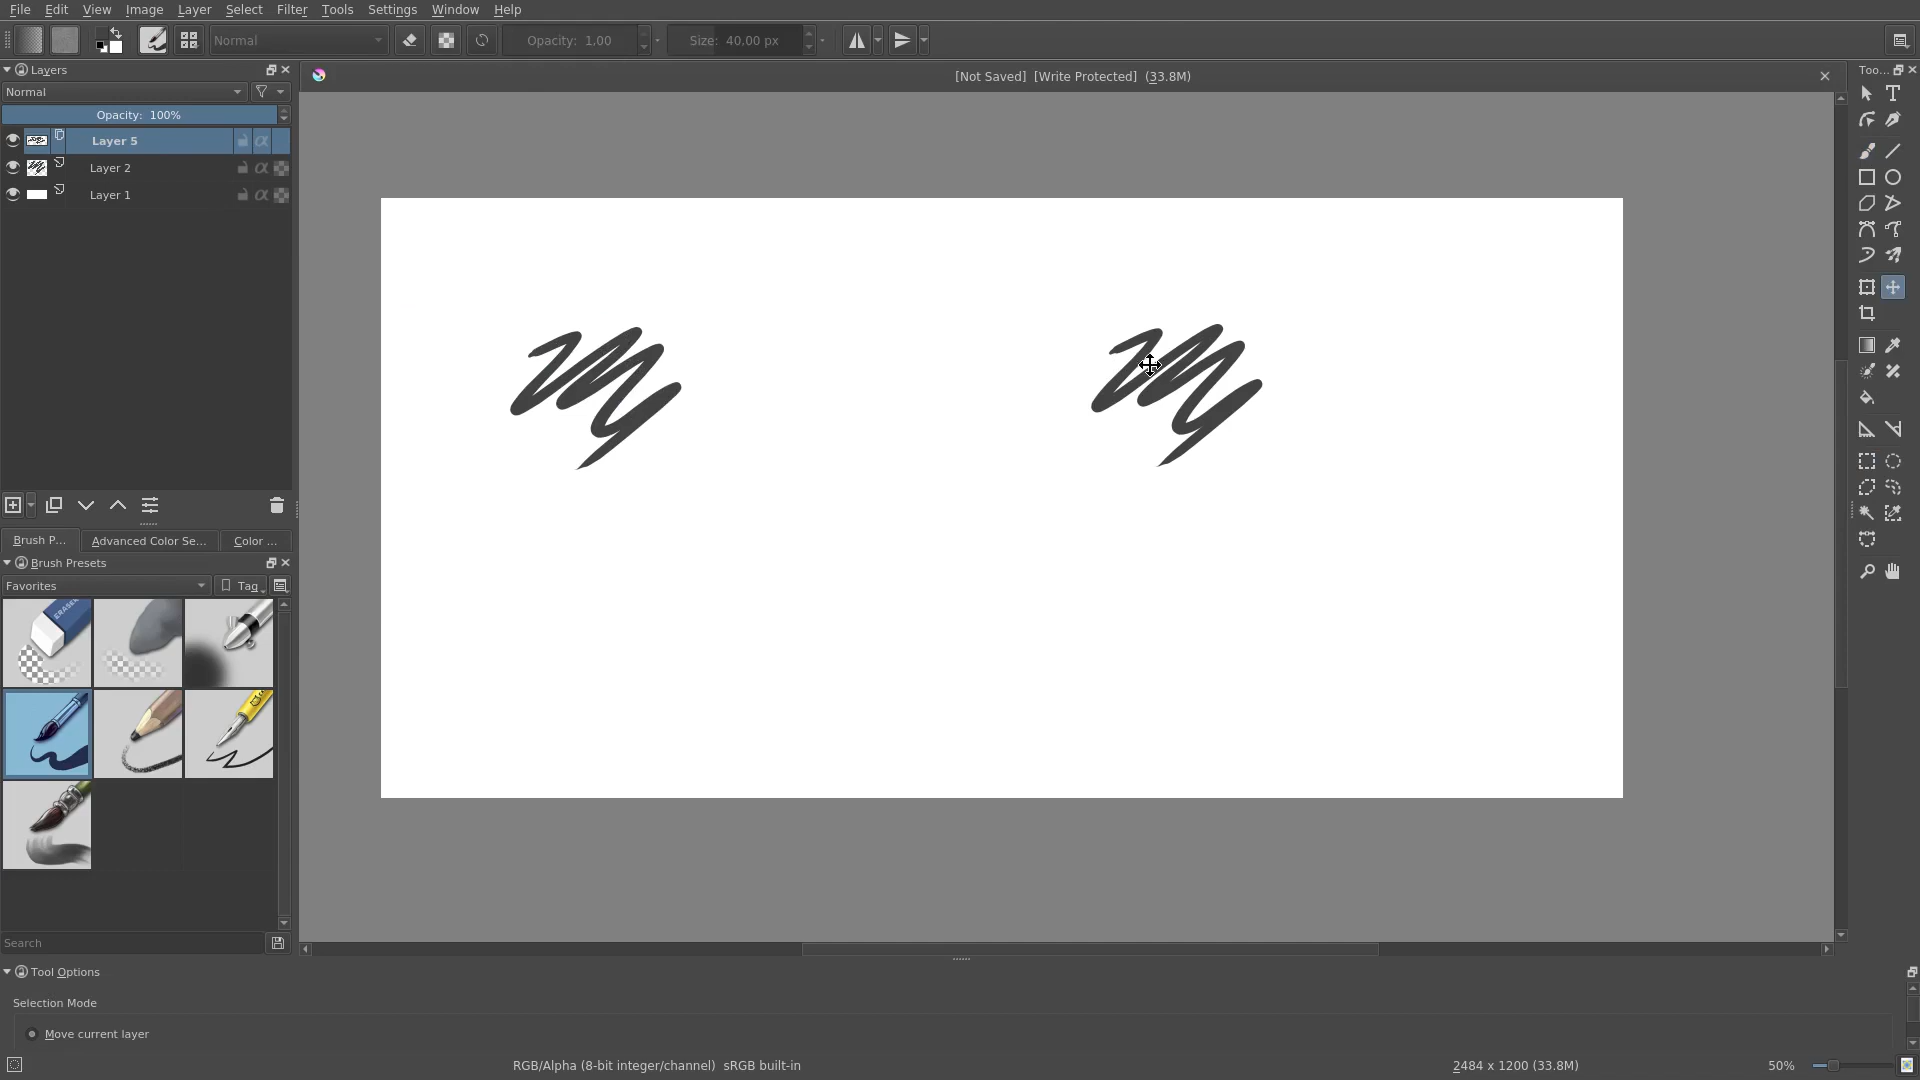 File Edit View Image Layer Select Filter Tools Settings Window Help
Normal Opacity: 1,00 Size: 40,00 px
Layers
[Not Saved] [Write Protected] (33.8M)
Too...
Normal
Opacity: 100%
Layer 5
Layer 2
Layer 1
Brush P... Advanced Color Se... Color ...
Brush Presets
Favorites Tag
ERASER
Search
Tool Options
Selection Mode
Move current layer
RGB/Alpha (8-bit integer/channel) sRGB built-in 2484 x 1200 (33.8M) 50%